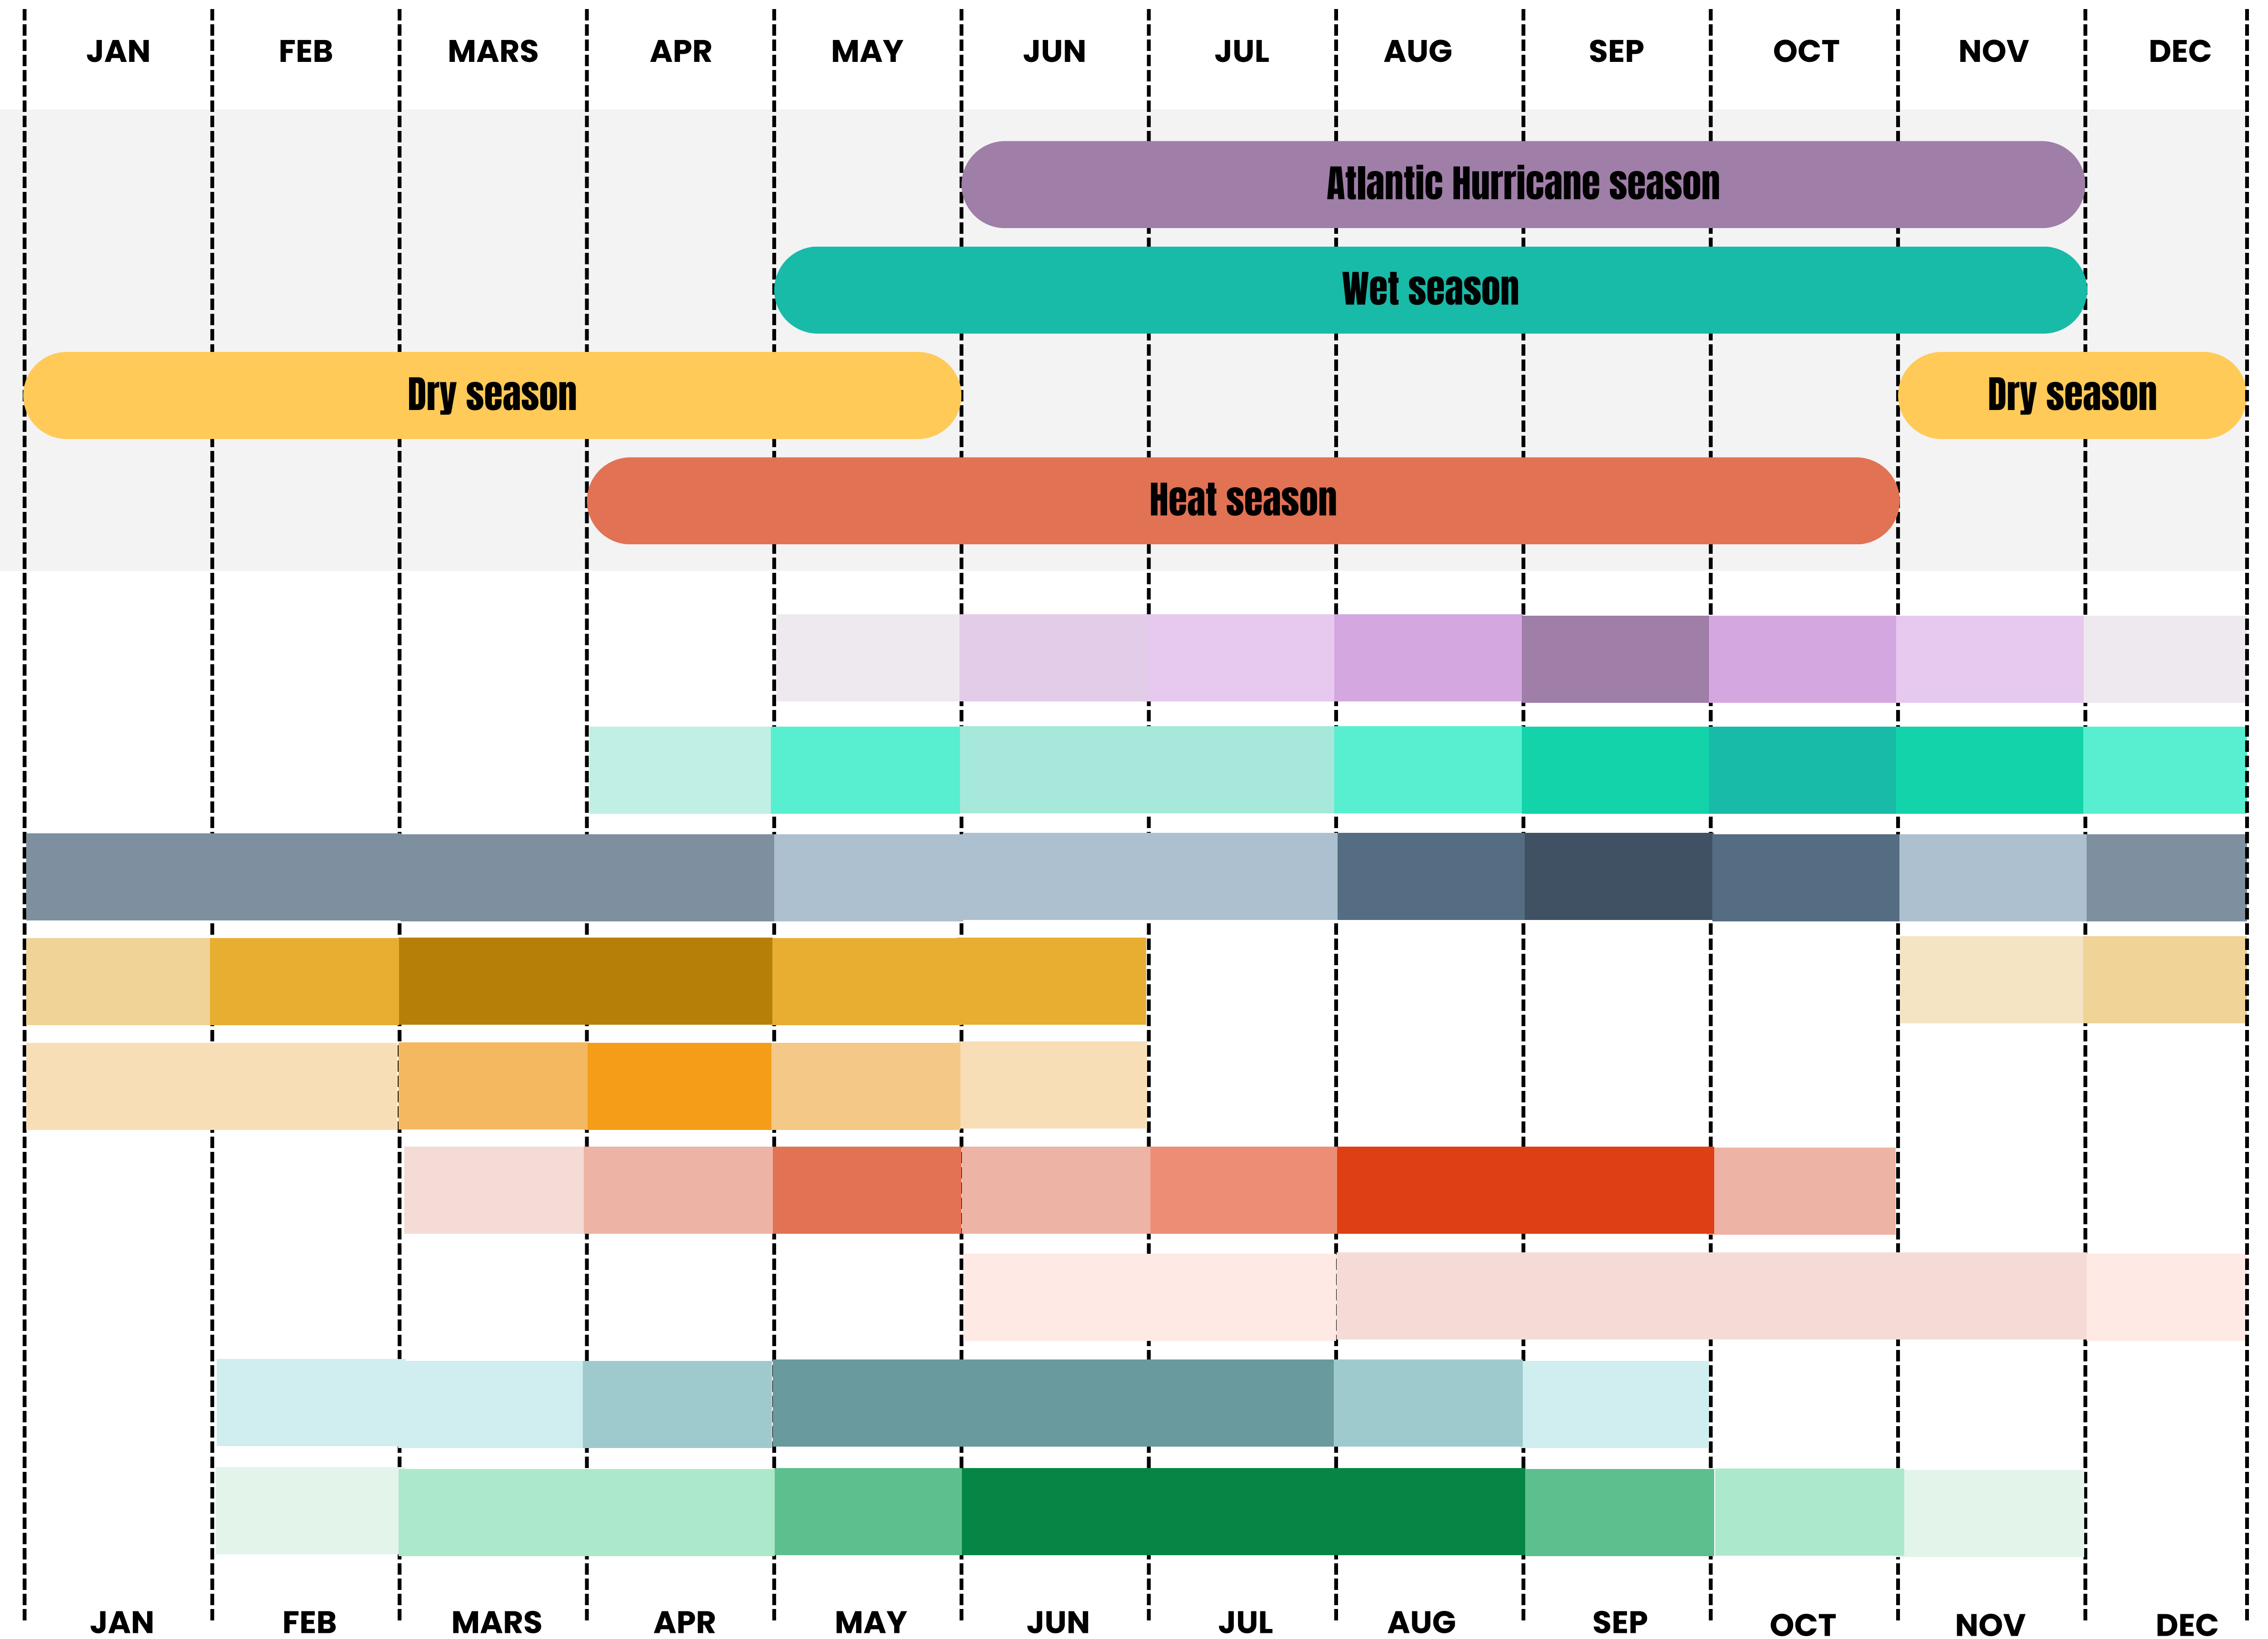 JAN FEB MARS APR MAY JUN JUL AUG SEP OCT NOV DEC
Atlantic Hurricane season
Wet season
Dry season Dry season
Heat season
JAN FEB MARS APR MAY JUN JUL AUG SEP OCT NOV DEC